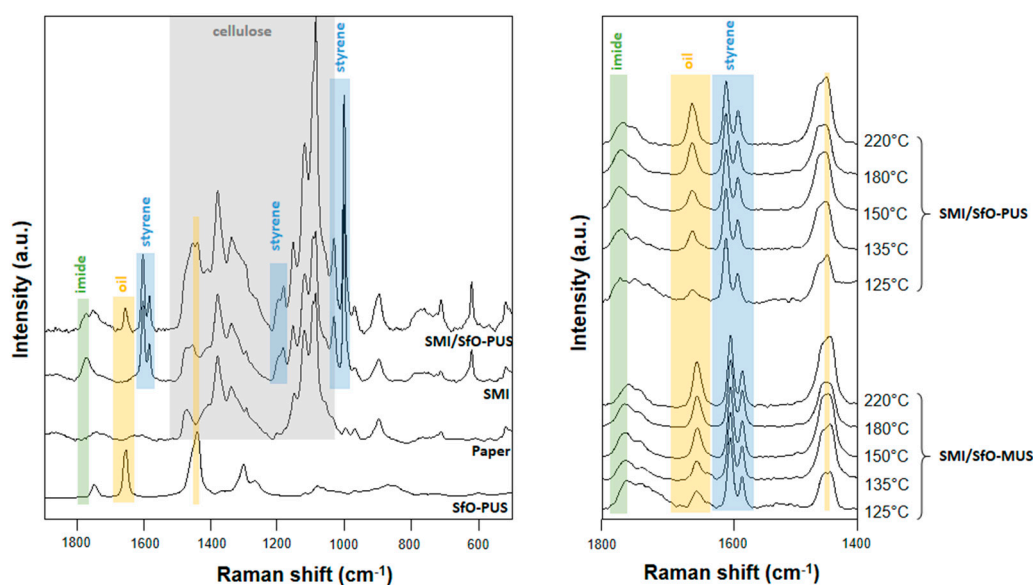 cellulose
imide
oil
styrene
styrene
styrene
SMI/SfO-PUS
SMI
Paper
SfO-PUS
Intensity (a.u.)
1800 1600 1400 1200 1000 800 600
Raman shift (cm-1)
imide
oil
styrene
220°C
180°C
150°C
135°C
125°C
SMI/SfO-PUS
220°C
180°C
150°C
135°C
125°C
SMI/SfO-MUS
Intensity (a.u.)
1800 1600 1400
Raman shift (cm-1)